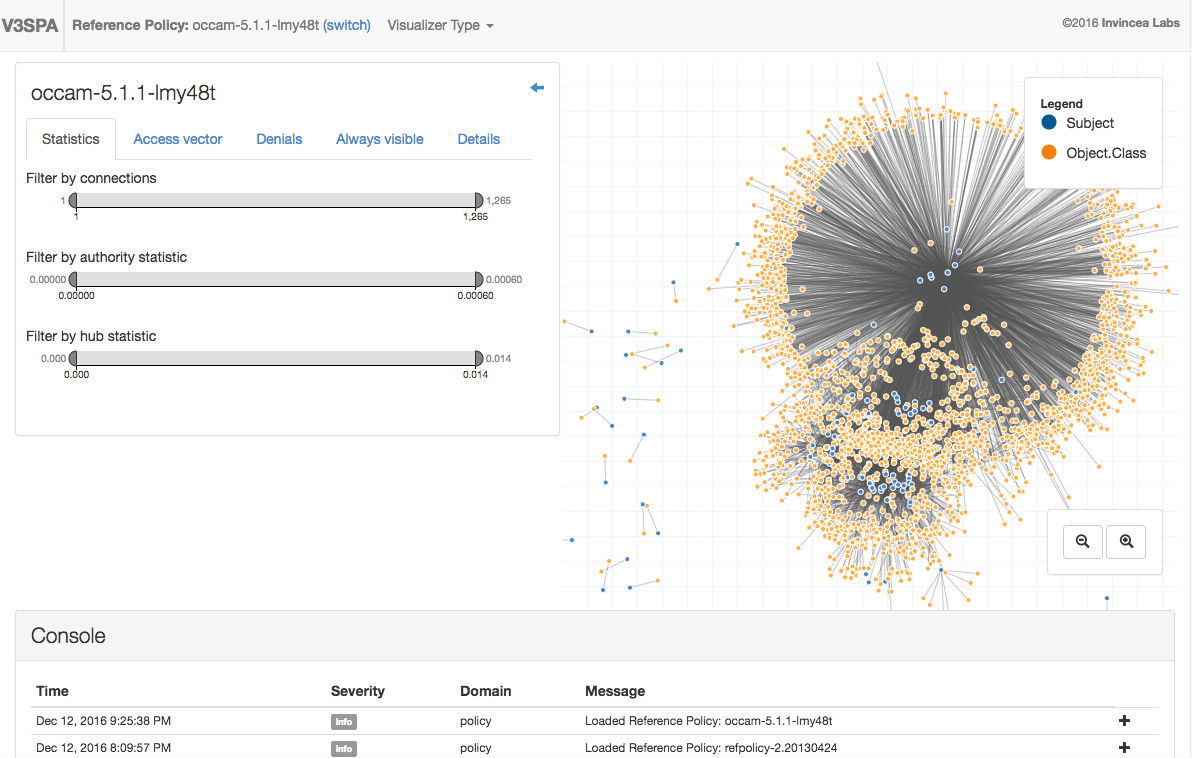 V3SPA Reference Policy: occam-5.1.1-lmy48t (switch) Visualizer Type ©2016 Invincea Labs
occam-5.1.1-lmy48t
Statistics Access vector Denials Always visible Details
Filter by connections
1 1,265
1 1,265
Filter by authority statistic
0.00000 0.00060
0.00000 0.00060
Filter by hub statistic
0.000 0.014
0.000 0.014
Legend
Subject
Object.Class
Console
Time Severity Domain Message
Dec 12, 2016 9:25:38 PM Info policy Loaded Reference Policy: occam-5.1.1-lmy48t
Dec 12, 2016 8:09:57 PM Info policy Loaded Reference Policy: refpolicy-2.20130424